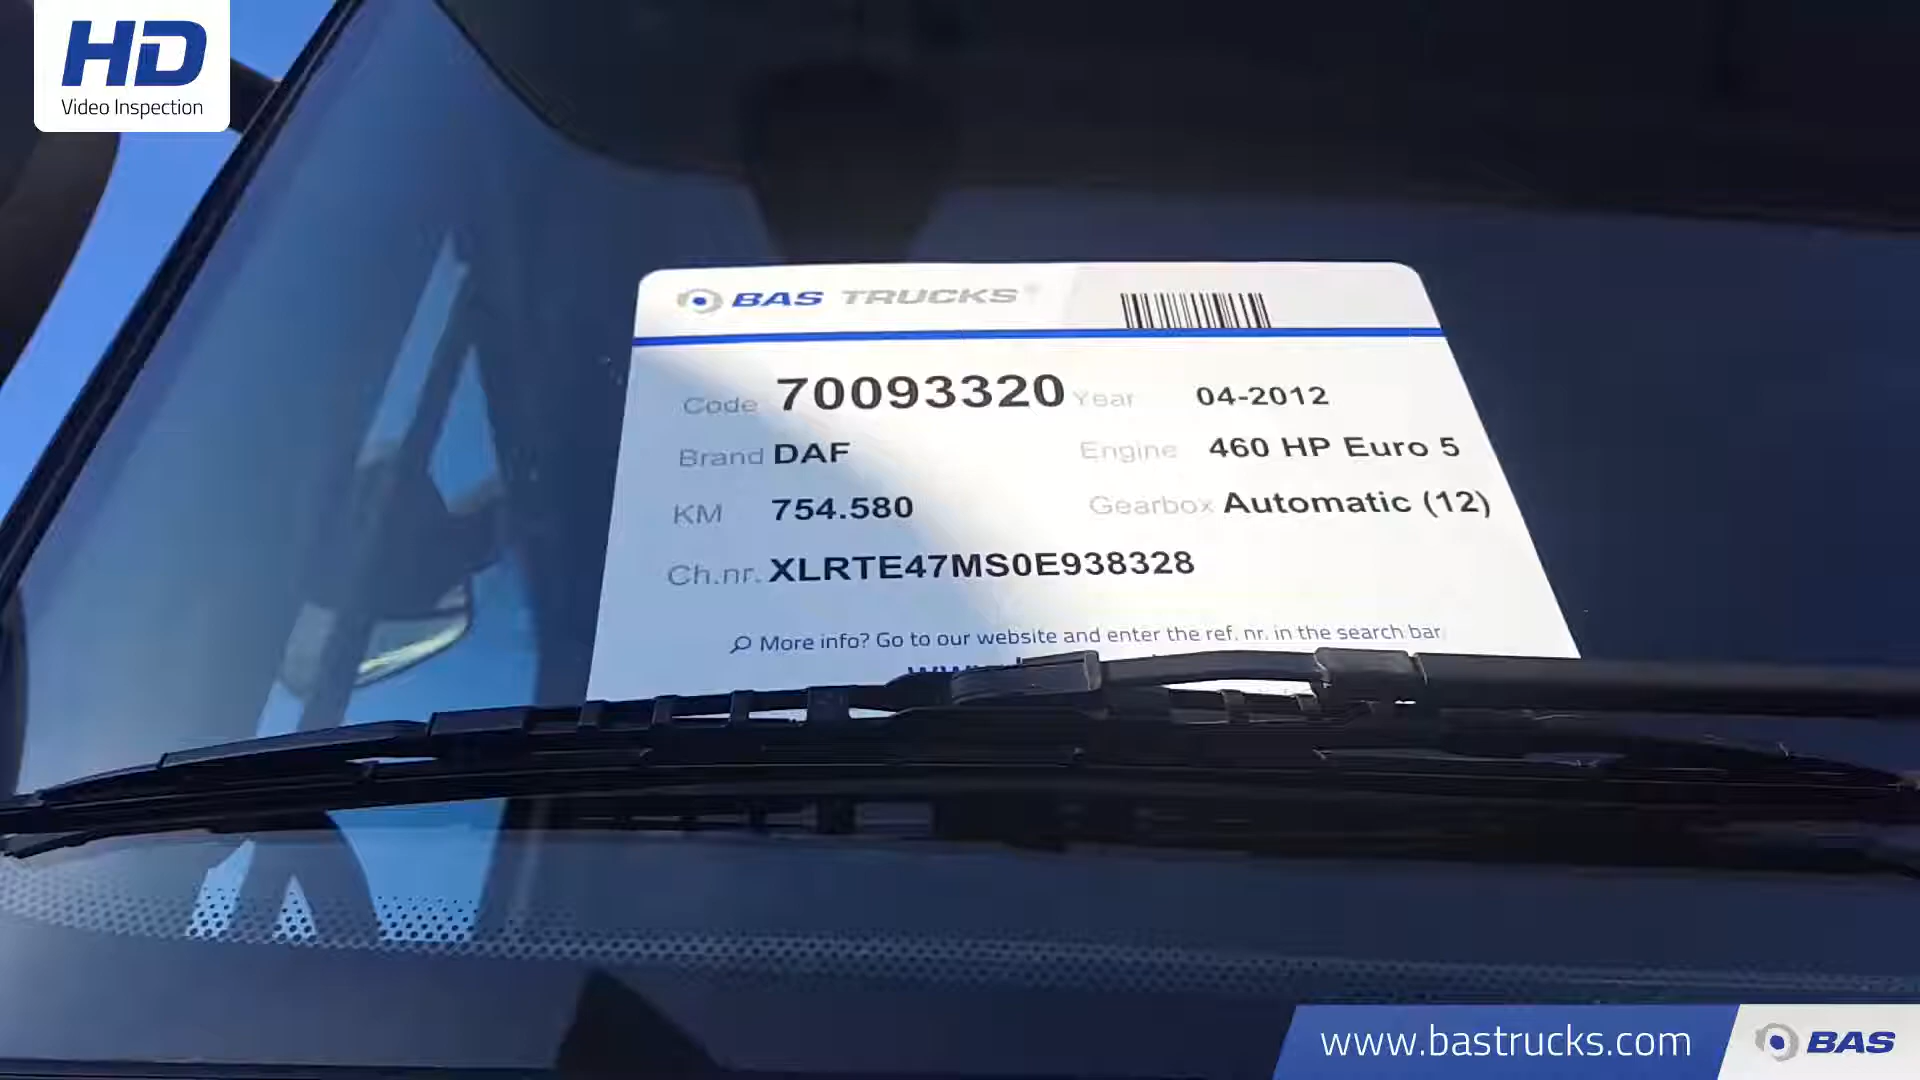 HD
Video Inspection
BAS TRUCKS
Code 70093320 Year 04-2012
Brand DAF Engine 460 HP Euro 5
KM 754.580 Gearbox Automatic (12)
Ch.nr. XLRTE47MS0E938328
More info? Go to our website and enter the ref. nr. in the search bar.
www.bastrucks.com
BAS